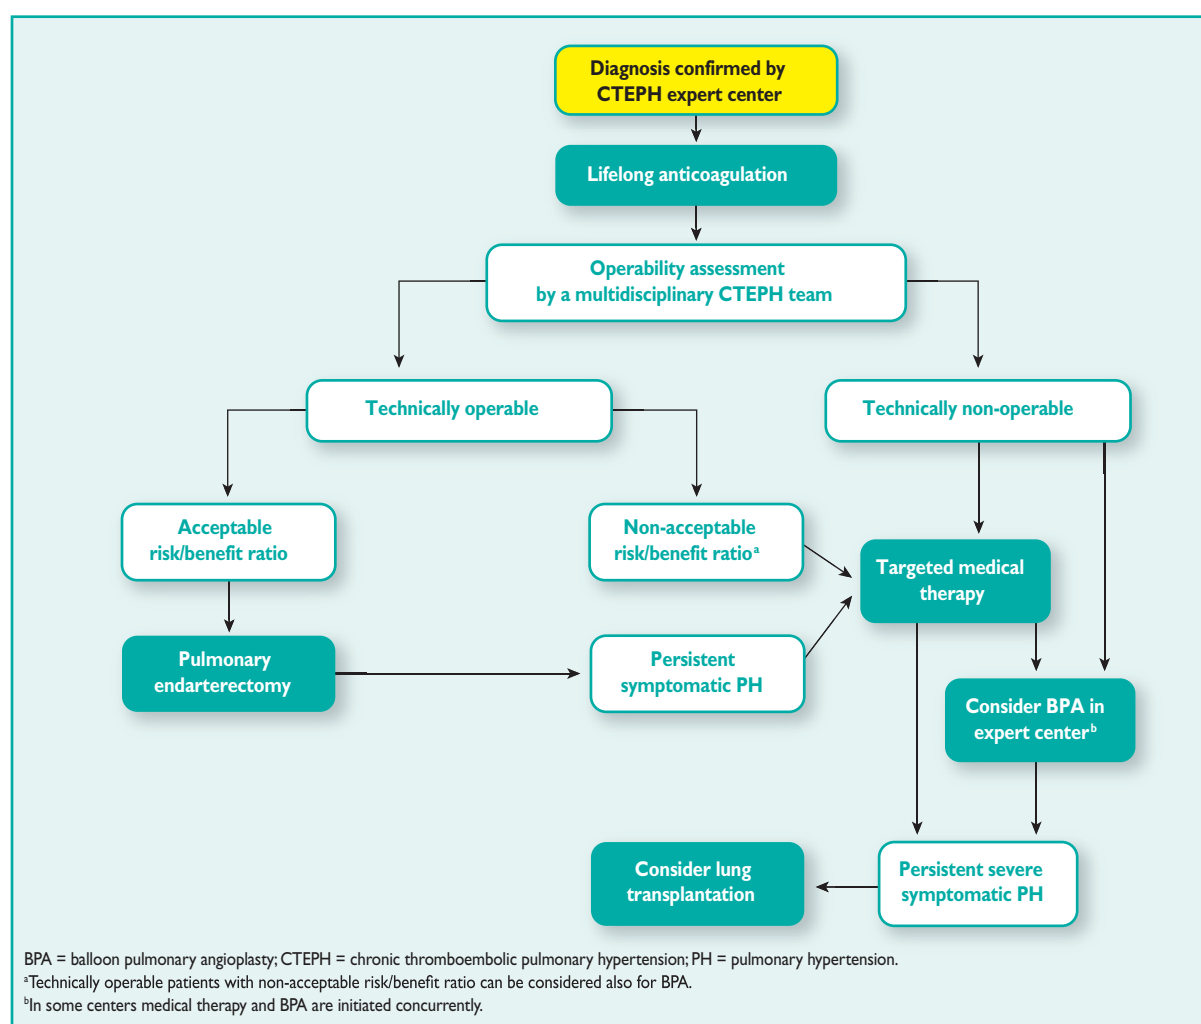 Diagnosis confirmed by
CTEPH expert center
Lifelong anticoagulation
Operability assessment
by a multidisciplinary CTEPH team
Technically operable
Technically non-operable
Acceptable
risk/benefit ratio
Non-acceptable
risk/benefit ratioᵃ
Targeted medical
therapy
Pulmonary
endarterectomy
Persistent
symptomatic PH
Consider BPA in
expert centerᵇ
Consider lung
transplantation
Persistent severe
symptomatic PH
BPA = balloon pulmonary angioplasty; CTEPH = chronic thromboembolic pulmonary hypertension; PH = pulmonary hypertension.
ᵃTechnically operable patients with non-acceptable risk/benefit ratio can be considered also for BPA.
ᵇIn some centers medical therapy and BPA are initiated concurrently.